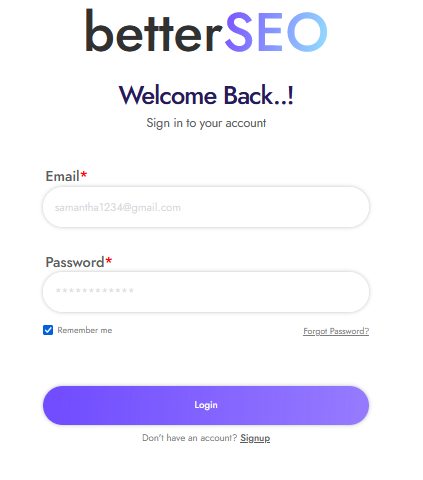 betterSEO
Welcome Back..!
Sign in to your account
Email*
samantha1234@gmail.com
Password*
************
Remember me
Forgot Password?
Login
Don't have an account? Signup